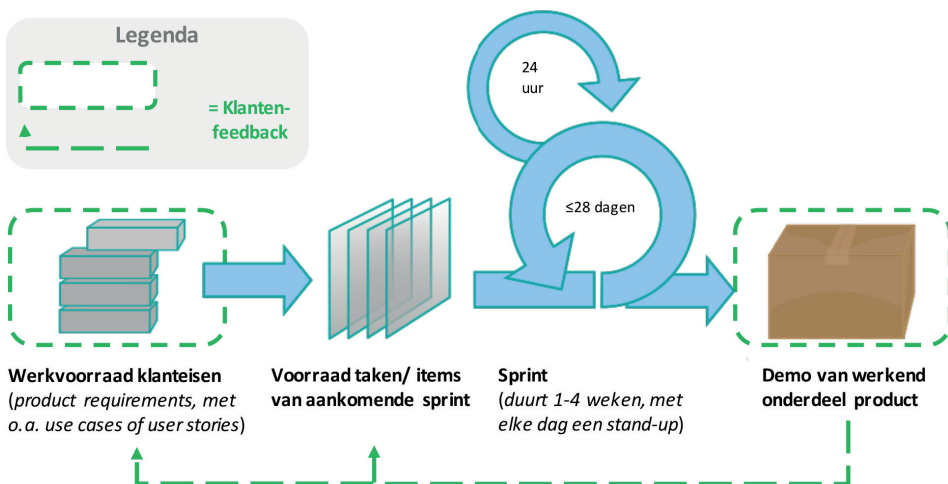 Legenda
= Klanten-
feedback
24
uur
≤28 dagen
Werkvoorraad klanteisen
(product requirements, met
o.a. use cases of user stories)
Voorraad taken/ items
van aankomende sprint
Sprint
(duurt 1-4 weken, met
elke dag een stand-up)
Demo van werkend
onderdeel product